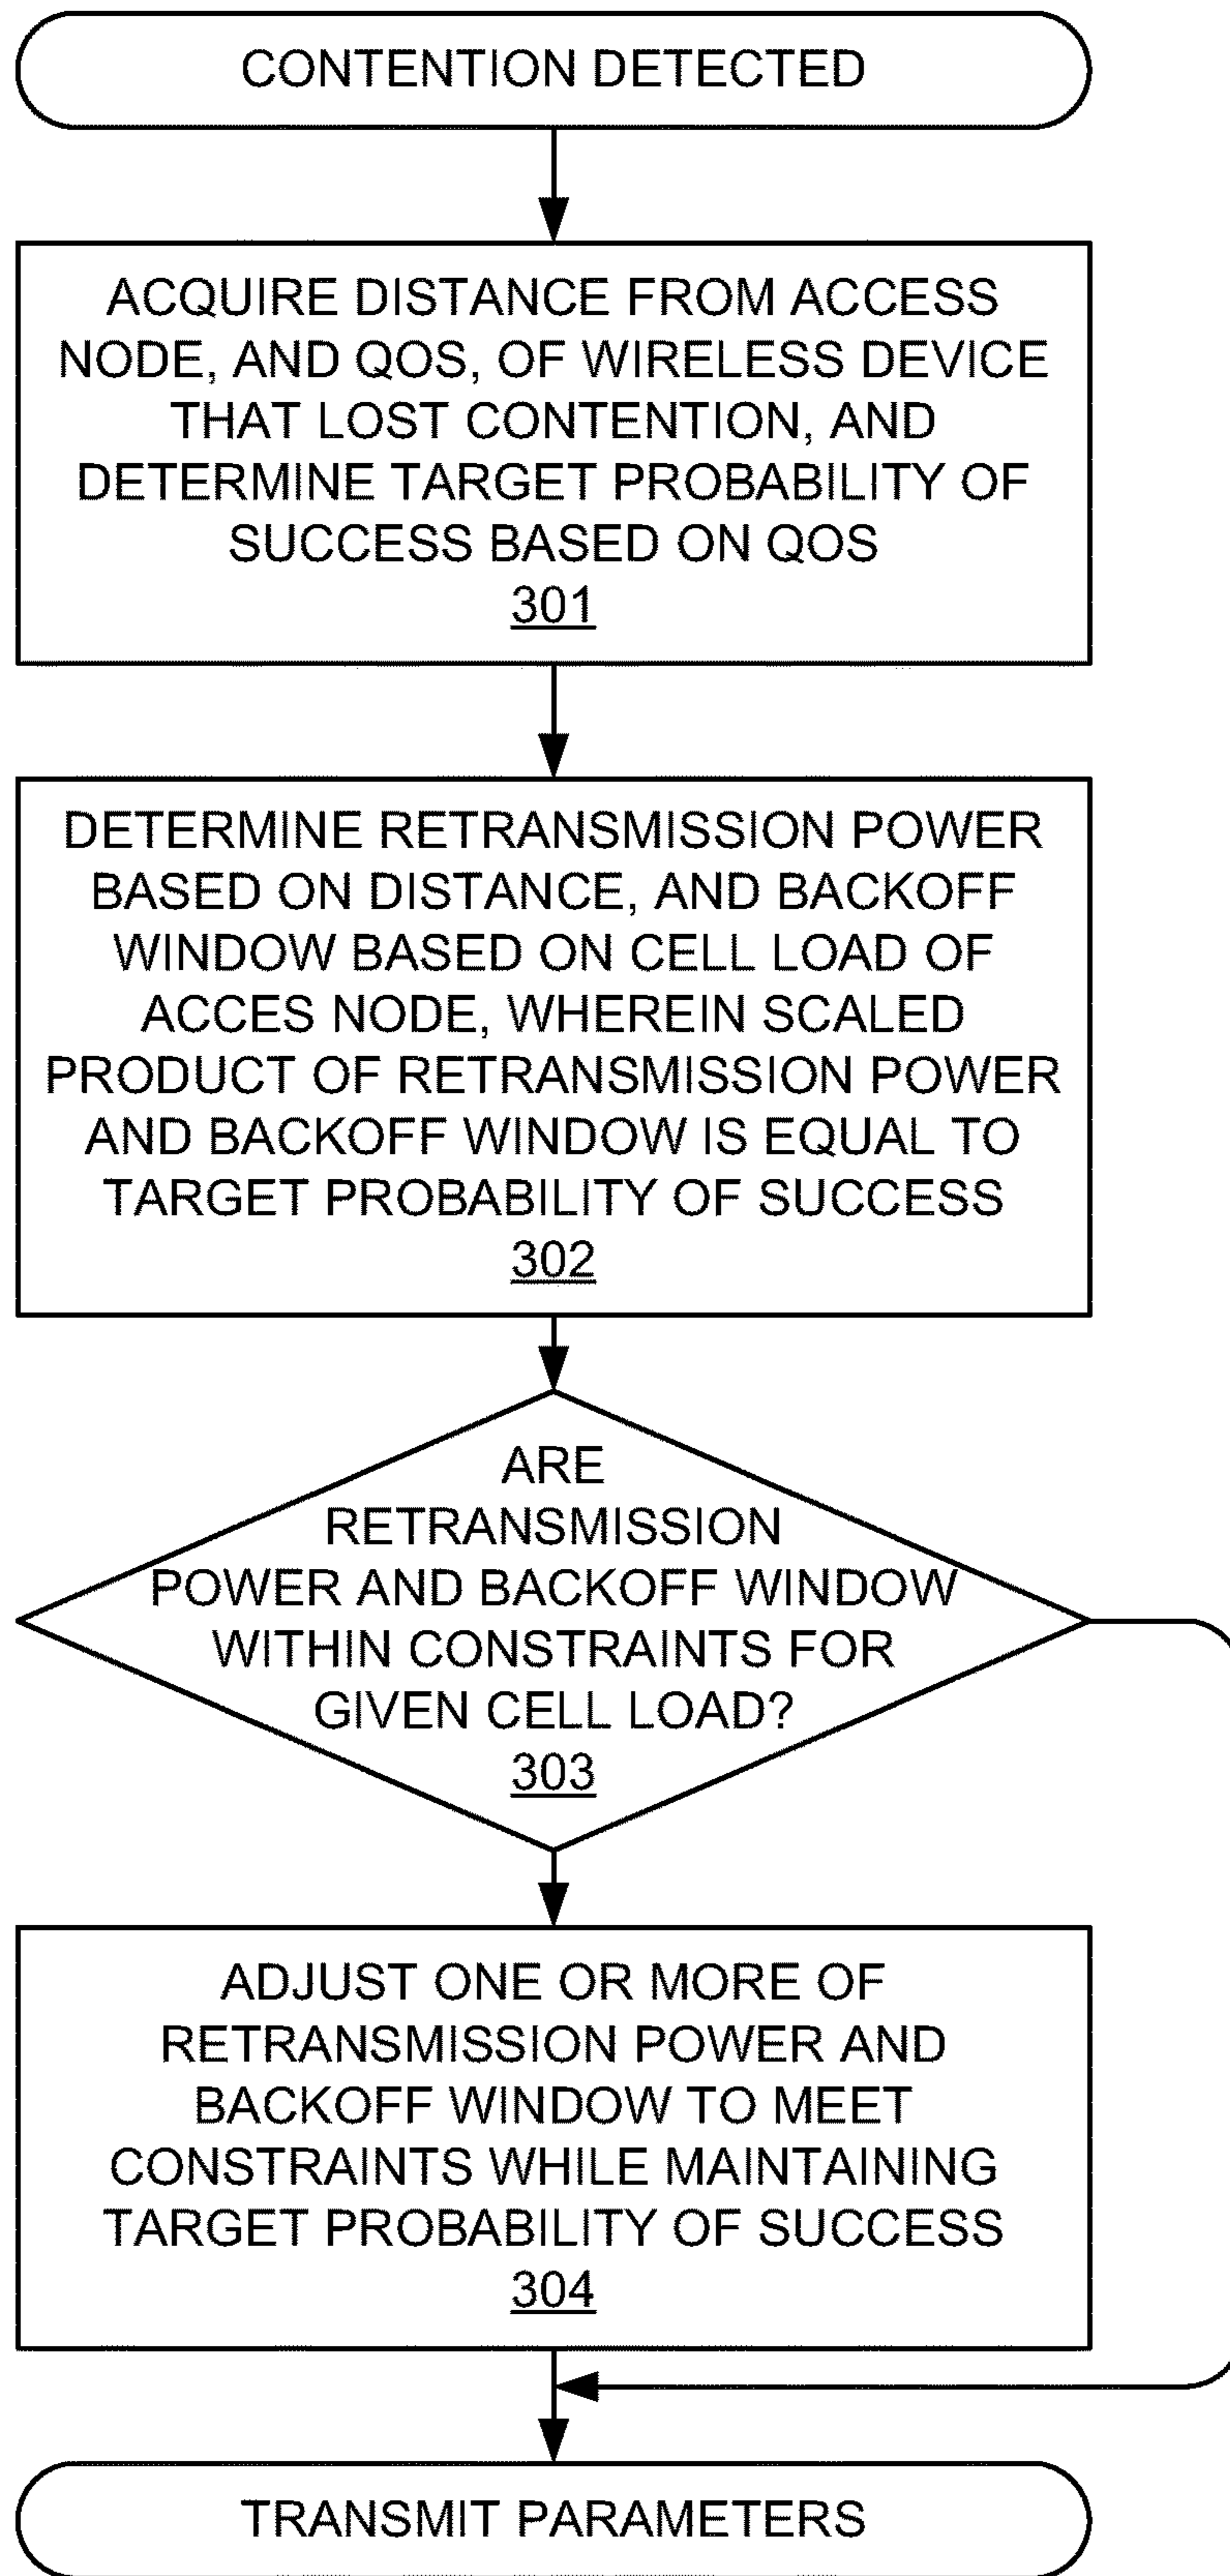 CONTENTION DETECTED
ACQUIRE DISTANCE FROM ACCESS
NODE, AND QOS, OF WIRELESS DEVICE
THAT LOST CONTENTION, AND
DETERMINE TARGET PROBABILITY OF
SUCCESS BASED ON QOS
301
DETERMINE RETRANSMISSION POWER
BASED ON DISTANCE, AND BACKOFF
WINDOW BASED ON CELL LOAD OF
ACCES NODE, WHEREIN SCALED
PRODUCT OF RETRANSMISSION POWER
AND BACKOFF WINDOW IS EQUAL TO
TARGET PROBABILITY OF SUCCESS
302
ARE
RETRANSMISSION
POWER AND BACKOFF WINDOW
WITHIN CONSTRAINTS FOR
GIVEN CELL LOAD?
303
ADJUST ONE OR MORE OF
RETRANSMISSION POWER AND
BACKOFF WINDOW TO MEET
CONSTRAINTS WHILE MAINTAINING
TARGET PROBABILITY OF SUCCESS
304
TRANSMIT PARAMETERS